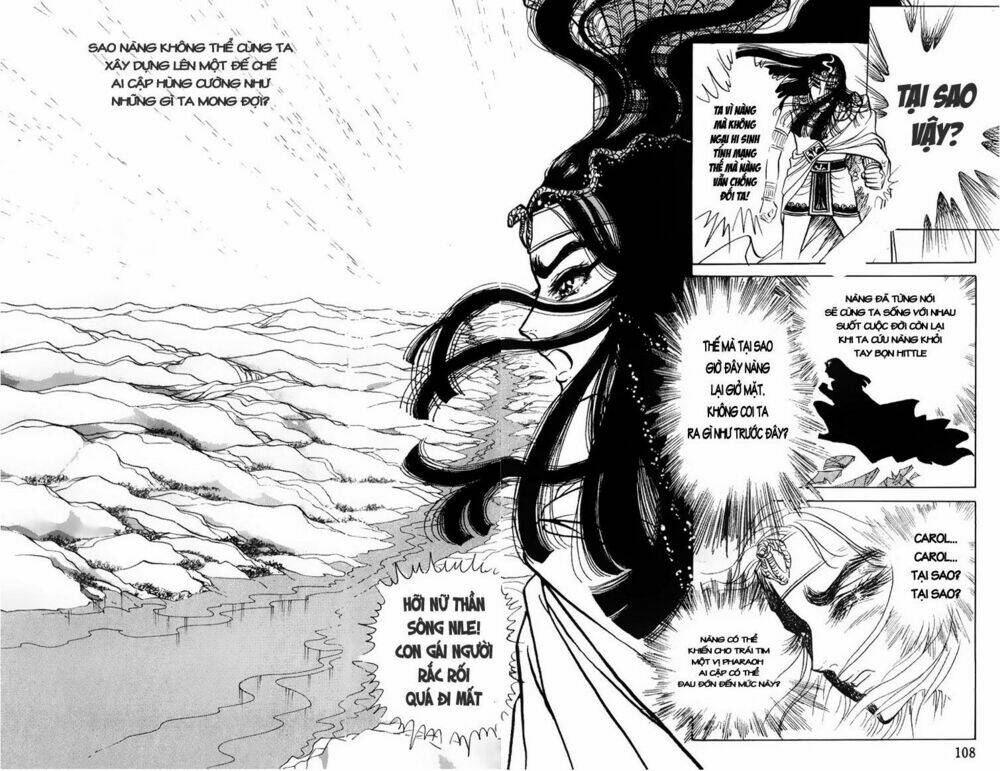 TẠI SAO
VẬY?
TA VÌ NÀNG
MÀ KHÔNG
NGẠI HI SINH
TÍNH MẠNG
THẾ MÀ NÀNG
VẪN CHỐNG
ĐỐI TA!
NÀNG ĐÃ TỪNG NÓI
SẼ CÙNG TA SỐNG VỚI NHAU
SUỐT CUỘC ĐỜI CÒN LẠI
KHI TA CỨU NÀNG KHỎI
TAY BỌN HITTLE
THẾ MÀ TẠI SAO
GIỜ ĐÂY NÀNG
LẠI GIỞ MẶT,
KHÔNG COI TA
RA GÌ NHƯ TRƯỚC ĐÂY?
CAROL...
CAROL...
TẠI SAO?
TẠI SAO?
NÀNG CÓ THỂ
KHIẾN CHO TRÁI TIM
MỘT VỊ PHARAOH
AI CẬP CÓ THỂ
ĐAU ĐỚN ĐẾN MỨC NÀY?
SAO NÀNG KHÔNG THỂ CÙNG TA
XÂY DỰNG LÊN MỘT ĐẾ CHẾ
AI CẬP HÙNG CƯỜNG NHƯ
NHỮNG GÌ TA MONG ĐỢI?
HỠI NỮ THẦN
SÔNG NILE!
CON GÁI NGƯỜI
RẮC RỐI
QUÁ ĐI MẤT
108